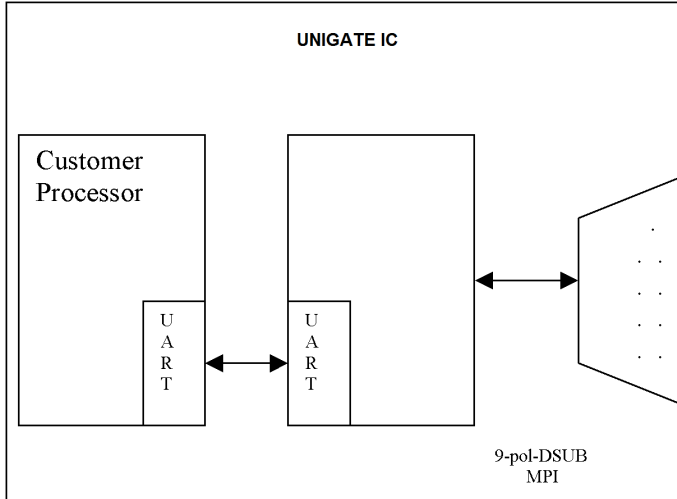 UNIGATE IC
Customer
Processor
U
A
R
T
U
A
R
T
9-pol-DSUB
MPI